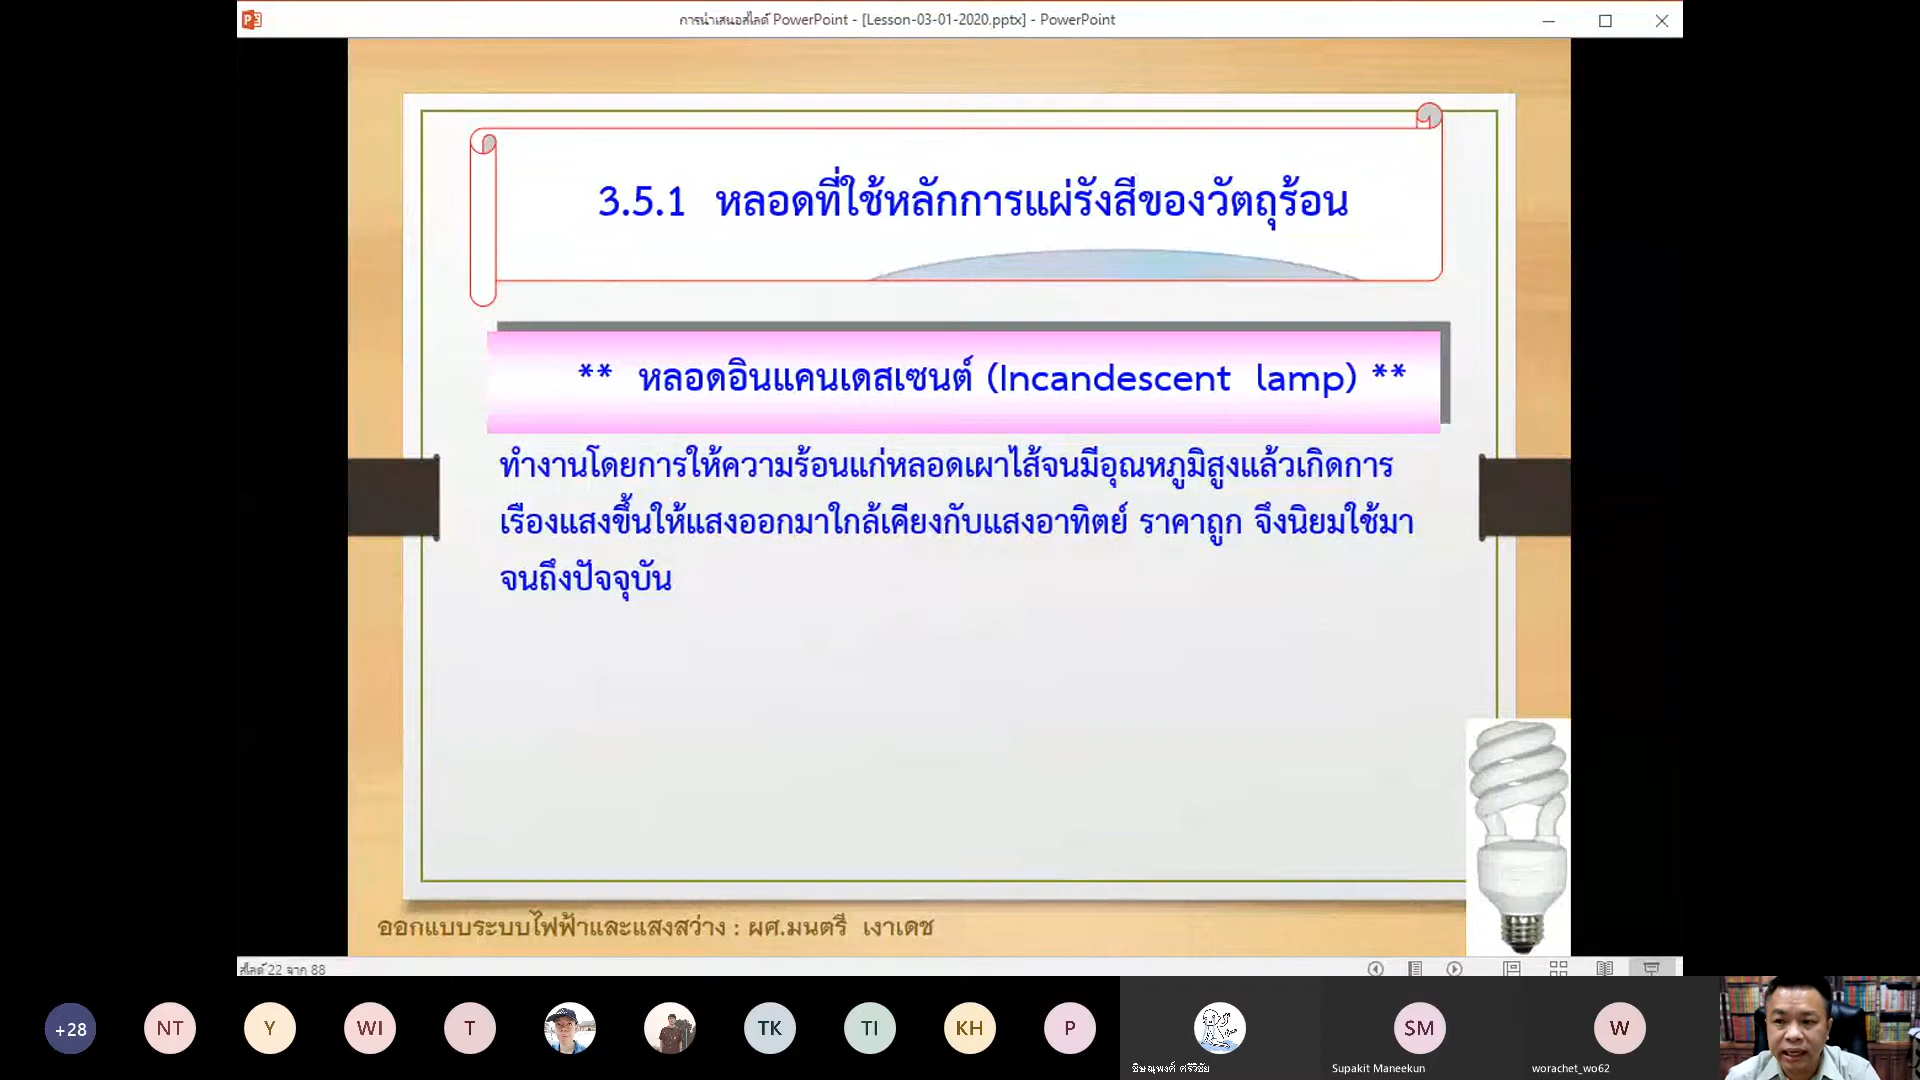 การนำเสนอสไลด์ PowerPoint - [Lesson-03-01-2020.pptx] - PowerPoint
3.5.1 หลอดที่ใช้หลักการแผ่รังสีของวัตถุร้อน
** หลอดอินแคนเดสเซนต์ (Incandescent lamp) **
ทำงานโดยการให้ความร้อนแก่หลอดเผาไส้จนมีอุณหภูมิสูงแล้วเกิดการ
เรืองแสงขึ้นให้แสงออกมาใกล้เคียงกับแสงอาทิตย์ ราคาถูก จึงนิยมใช้มา
จนถึงปัจจุบัน
ออกแบบระบบไฟฟ้าและแสงสว่าง : ผศ.มนตรี เงาเดช
สไลด์ 22 จาก 88
+28 NT Y WI T TK TI KH P SM W
ชิษณุพงศ์ ศรีวิชัย Supakit Maneekun worachet_wo62